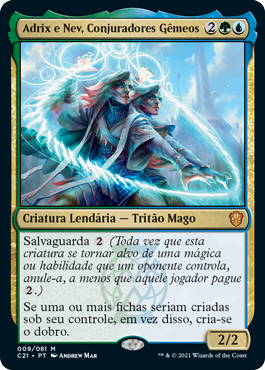 Adrix e Nev, Conjuradores Gêmeos 2
Criatura Lendária — Tritão Mago
Salvaguarda 2 (Toda vez que esta
criatura se tornar alvo de uma mágica
ou habilidade que um oponente controla,
anule-a, a menos que aquele jogador pague
2.)
Se uma ou mais fichas seriam criadas
sob seu controle, em vez disso, cria-se
o dobro.
2/2
009/081 M
C21 • PT ANDREW MAR
™ & © 2021 Wizards of the Coast